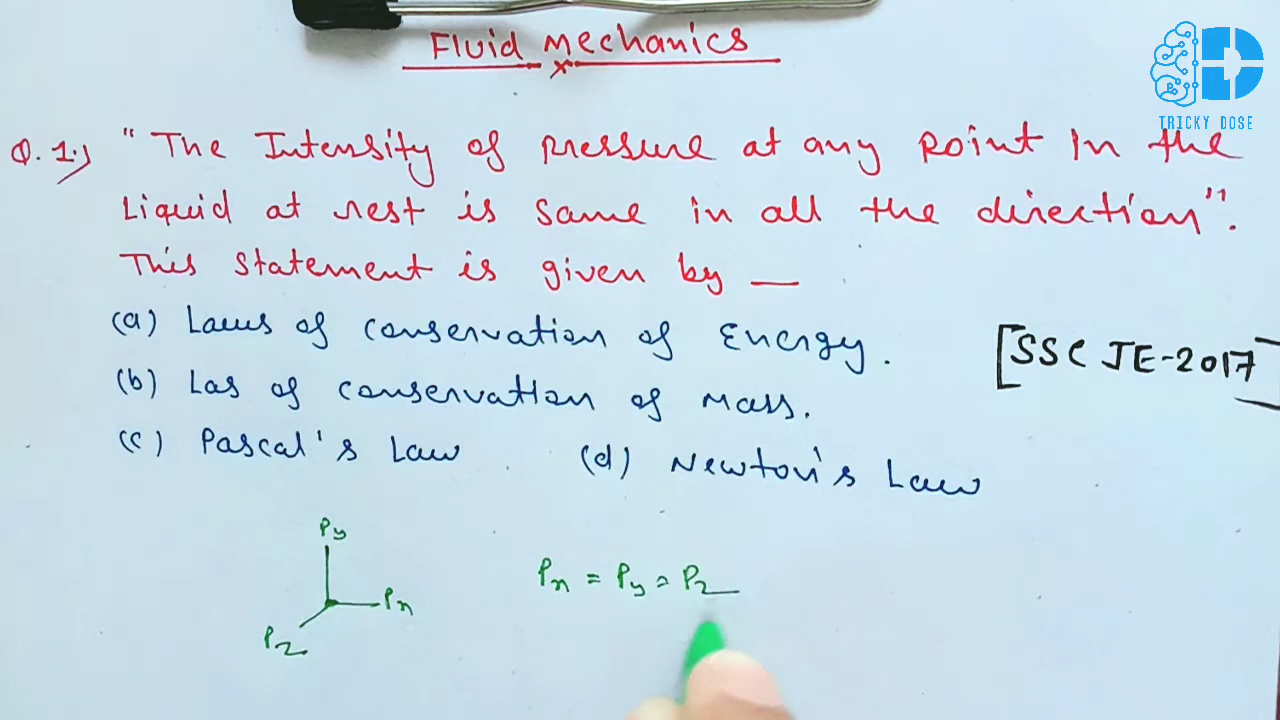 Fluid Mechanics
TRICKY DOSE
Q.1.) "The Intensity of pressure at any point in the
Liquid at rest is same in all the direction".
This statement is given by —
(a) Laws of conservation of Energy.
[SSC JE-2017]
(b) Las of conservation of Mass.
(c) Pascal's Law (d) Newton's Law
Py
Px
Pz
Px = Py = Pz